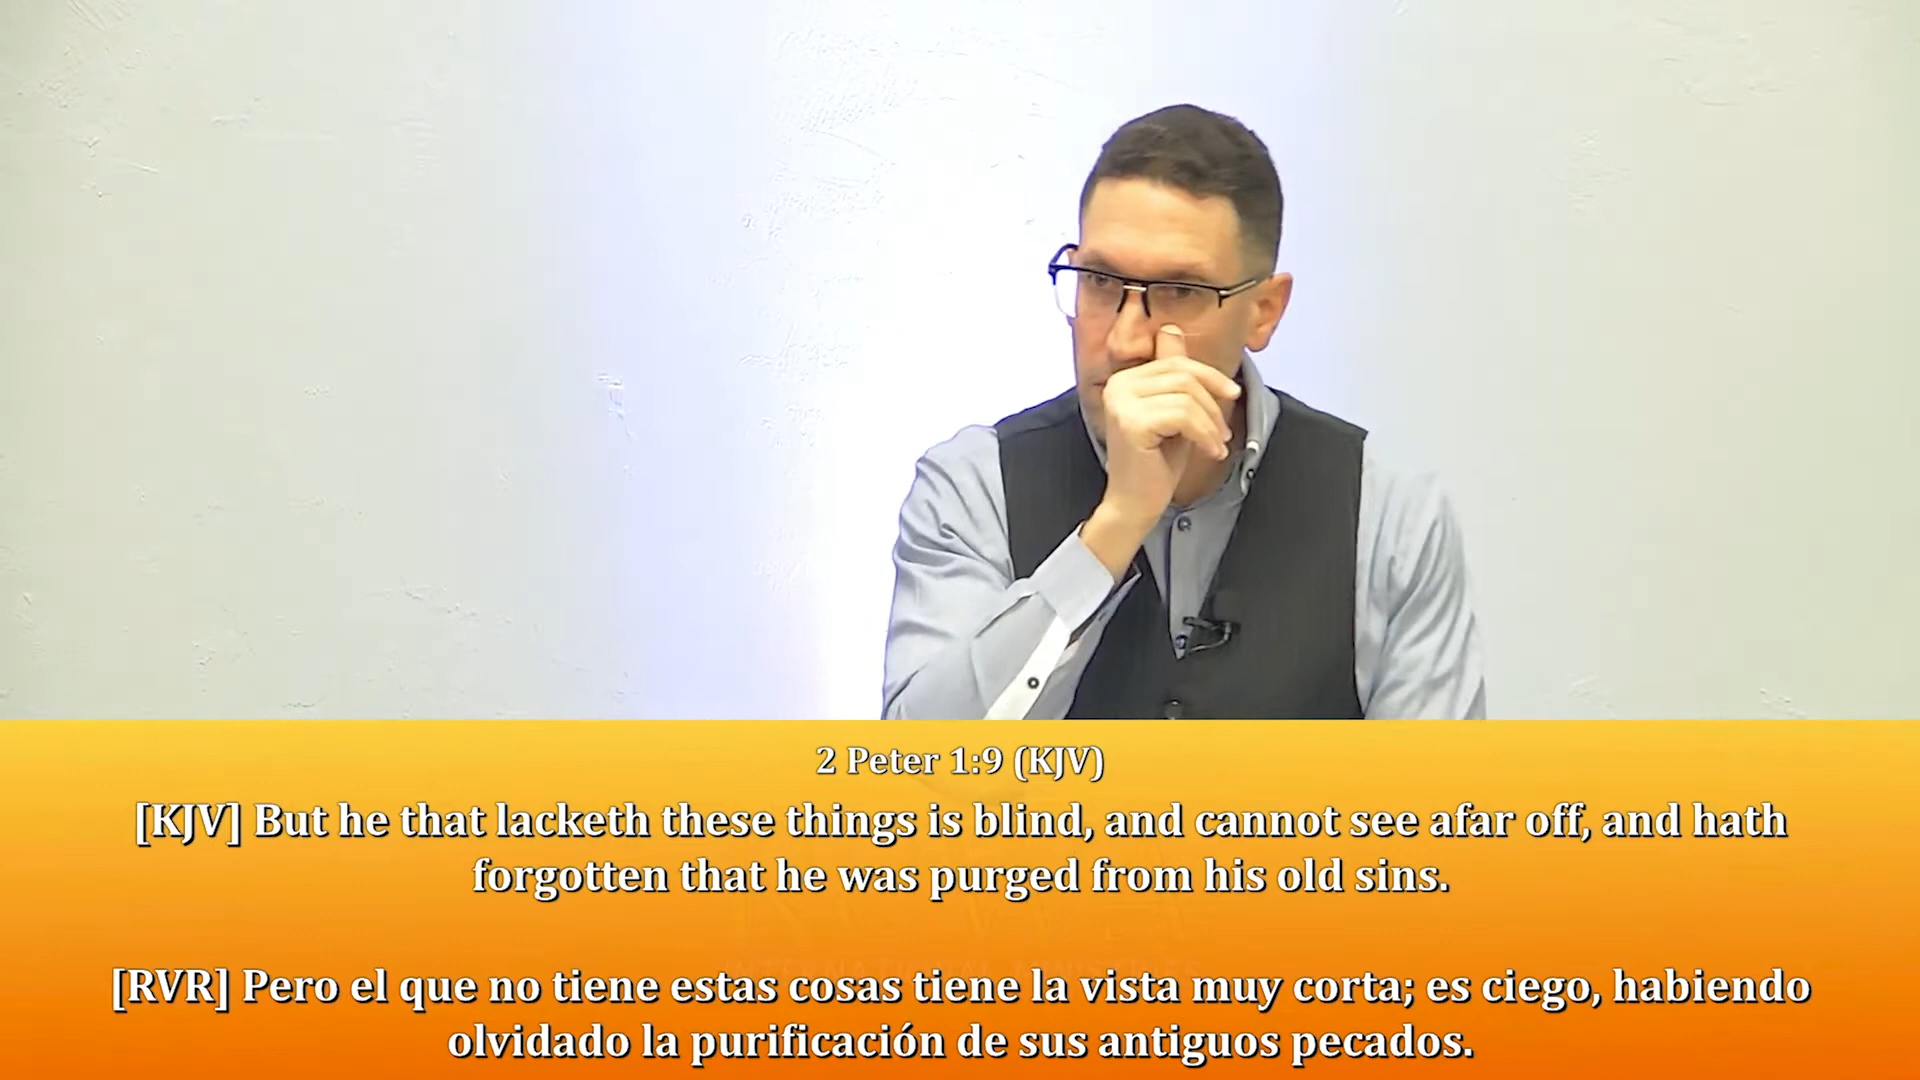 2 Peter 1:9 (KJV)
[KJV] But he that lacketh these things is blind, and cannot see afar off, and hath
forgotten that he was purged from his old sins.
[RVR] Pero el que no tiene estas cosas tiene la vista muy corta; es ciego, habiendo
olvidado la purificación de sus antiguos pecados.